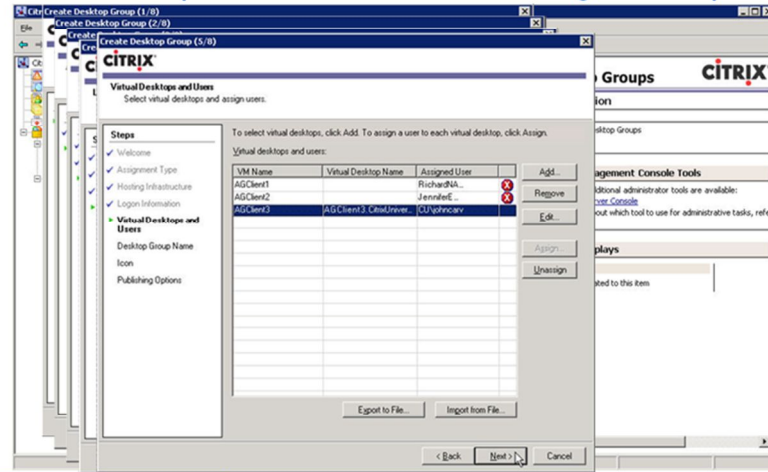 Create Desktop Group (1/8)
Create Desktop Group (2/8)
Create Desktop Group (5/8)
CITRIX
Virtual Desktops and Users
Select virtual desktops and assign users.
Steps
Welcome
Assignment Type
Hosting Infrastucture
Logon Information
Virtual Desktops and
Users
Desktop Group Name
Icon
Publishing Options
To select virtual desktops, click Add. To assign a user to each virtual desktop, click Assign.
Virtual desktops and users:
VM Name Virtual Desktop Name Assigned User
AGClient1 RichardNA...
AGClient2 JenniferE...
AGClient3 AGClient3.CitrixUniver... CU\johncarv
Add...
Remove
Edit...
Assign...
Unassign
Export to File...
Import from File...
< Back
Next >
Cancel
Groups
CITRIX
ion
sktop Groups
agement Console Tools
ditional administrator tools are available:
rver Console
out which tool to use for administrative tasks, refe
plays
ated to this item